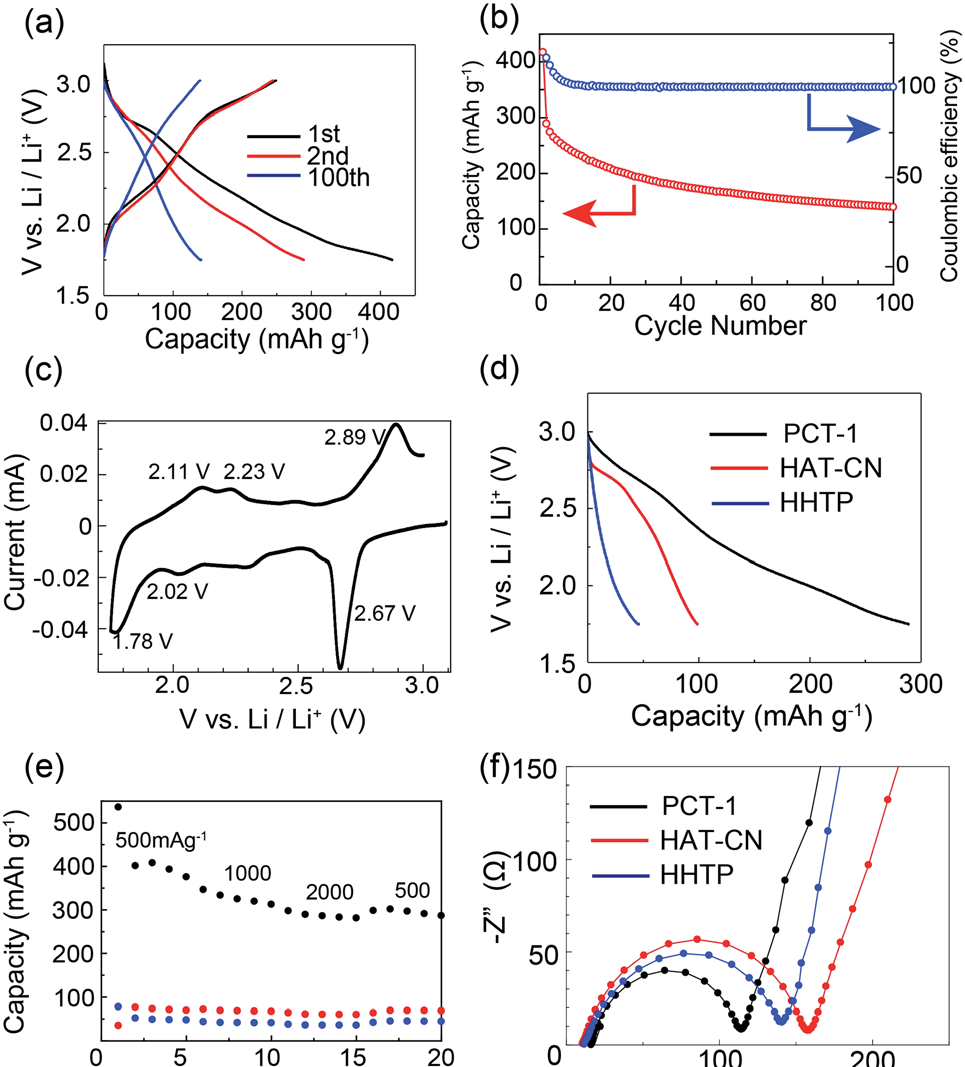 (a)
V vs. Li / Li⁺ (V)
3.0
2.5
2.0
1.5
1st
2nd
100th
0 100 200 300 400
Capacity (mAh g⁻¹)
(b)
Capacity (mAh g⁻¹)
400
350
300
250
200
150
100
0
100
50
0
Coulombic efficiency (%)
0 20 40 60 80 100
Cycle Number
(c)
Current (mA)
0.04
0.02
0
-0.02
-0.04
2.11 V
2.23 V
2.89 V
2.02 V
1.78 V
2.67 V
2.0 2.5 3.0
V vs. Li / Li⁺ (V)
(d)
V vs. Li / Li⁺ (V)
3.0
2.5
2.0
1.5
PCT-1
HAT-CN
HHTP
0 100 200 300
Capacity (mAh g⁻¹)
(e)
Capacity (mAh g⁻¹)
500
400
300
200
100
500mAg⁻¹
1000
2000
500
0 5 10 15 20
(f)
-Z” (Ω)
150
100
50
0
PCT-1
HAT-CN
HHTP
100 200